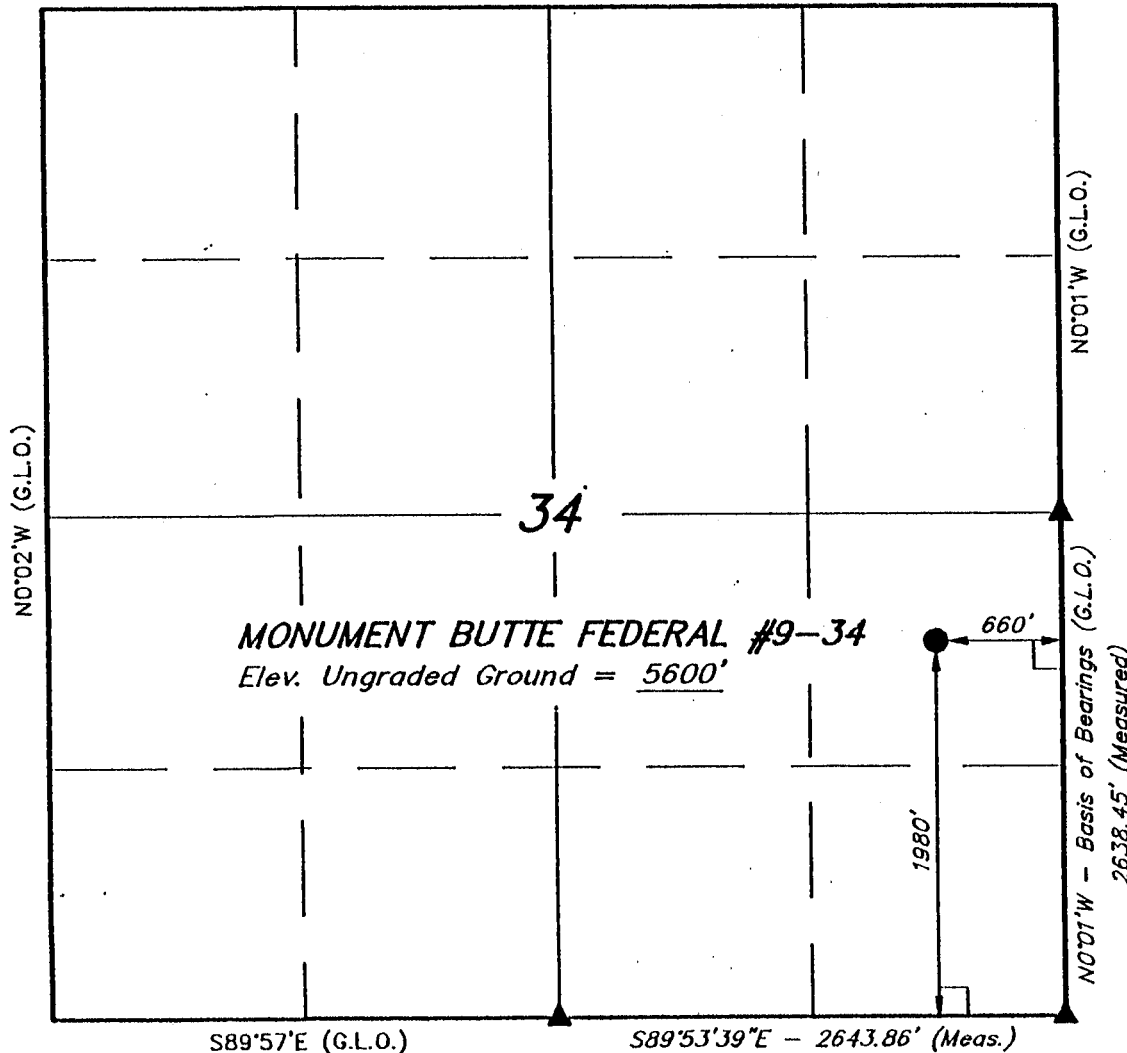 N0°01'W (G.L.O.)
N0°02'W (G.L.O.)
34
MONUMENT BUTTE FEDERAL #9-34
Elev. Ungraded Ground = 5600'
660'
1980'
N0°01'W - Basis of Bearings (G.L.O.)
2638.45' (Measured)
S89°57'E (G.L.O.)
S89°53'39"E - 2643.86' (Meas.)